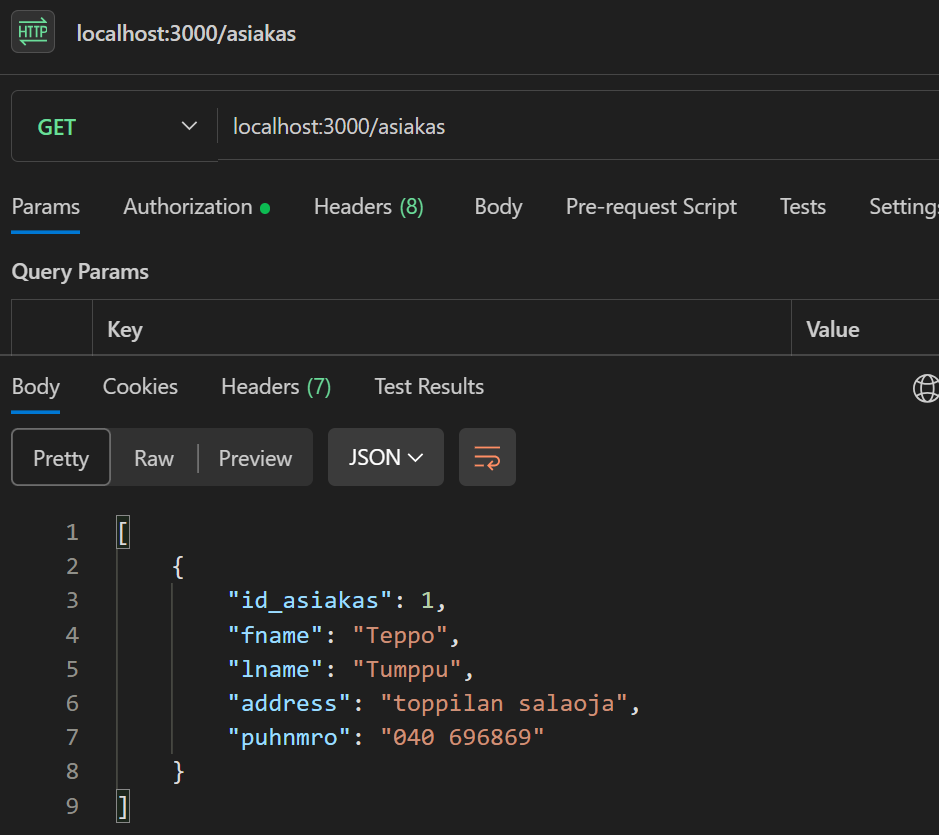 HTTP localhost:3000/asiakas
GET localhost:3000/asiakas
Params Authorization Headers (8) Body Pre-request Script Tests Settings
Query Params
Key Value
Body Cookies Headers (7) Test Results
Pretty Raw Preview JSON
1 [
2 {
3 "id_asiakas": 1,
4 "fname": "Teppo",
5 "lname": "Tumppu",
6 "address": "toppilan salaoja",
7 "puhnmro": "040 696869"
8 }
9 ]